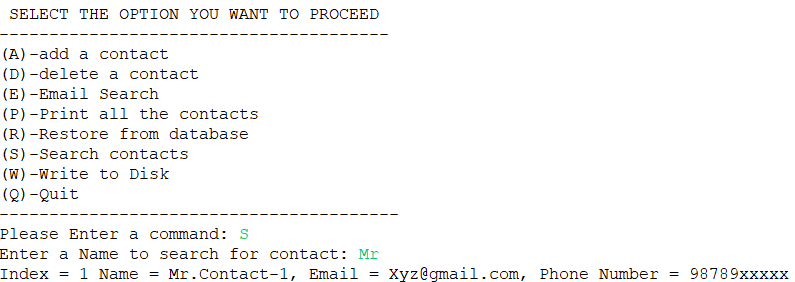 SELECT THE OPTION YOU WANT TO PROCEED
---------------------------------------
(A)-add a contact
(D)-delete a contact
(E)-Email Search
(P)-Print all the contacts
(R)-Restore from database
(S)-Search contacts
(W)-Write to Disk
(Q)-Quit
----------------------------------------
Please Enter a command: S
Enter a Name to search for contact: Mr
Index = 1 Name = Mr.Contact-1, Email = Xyz@gmail.com, Phone Number = 98789xxxxx